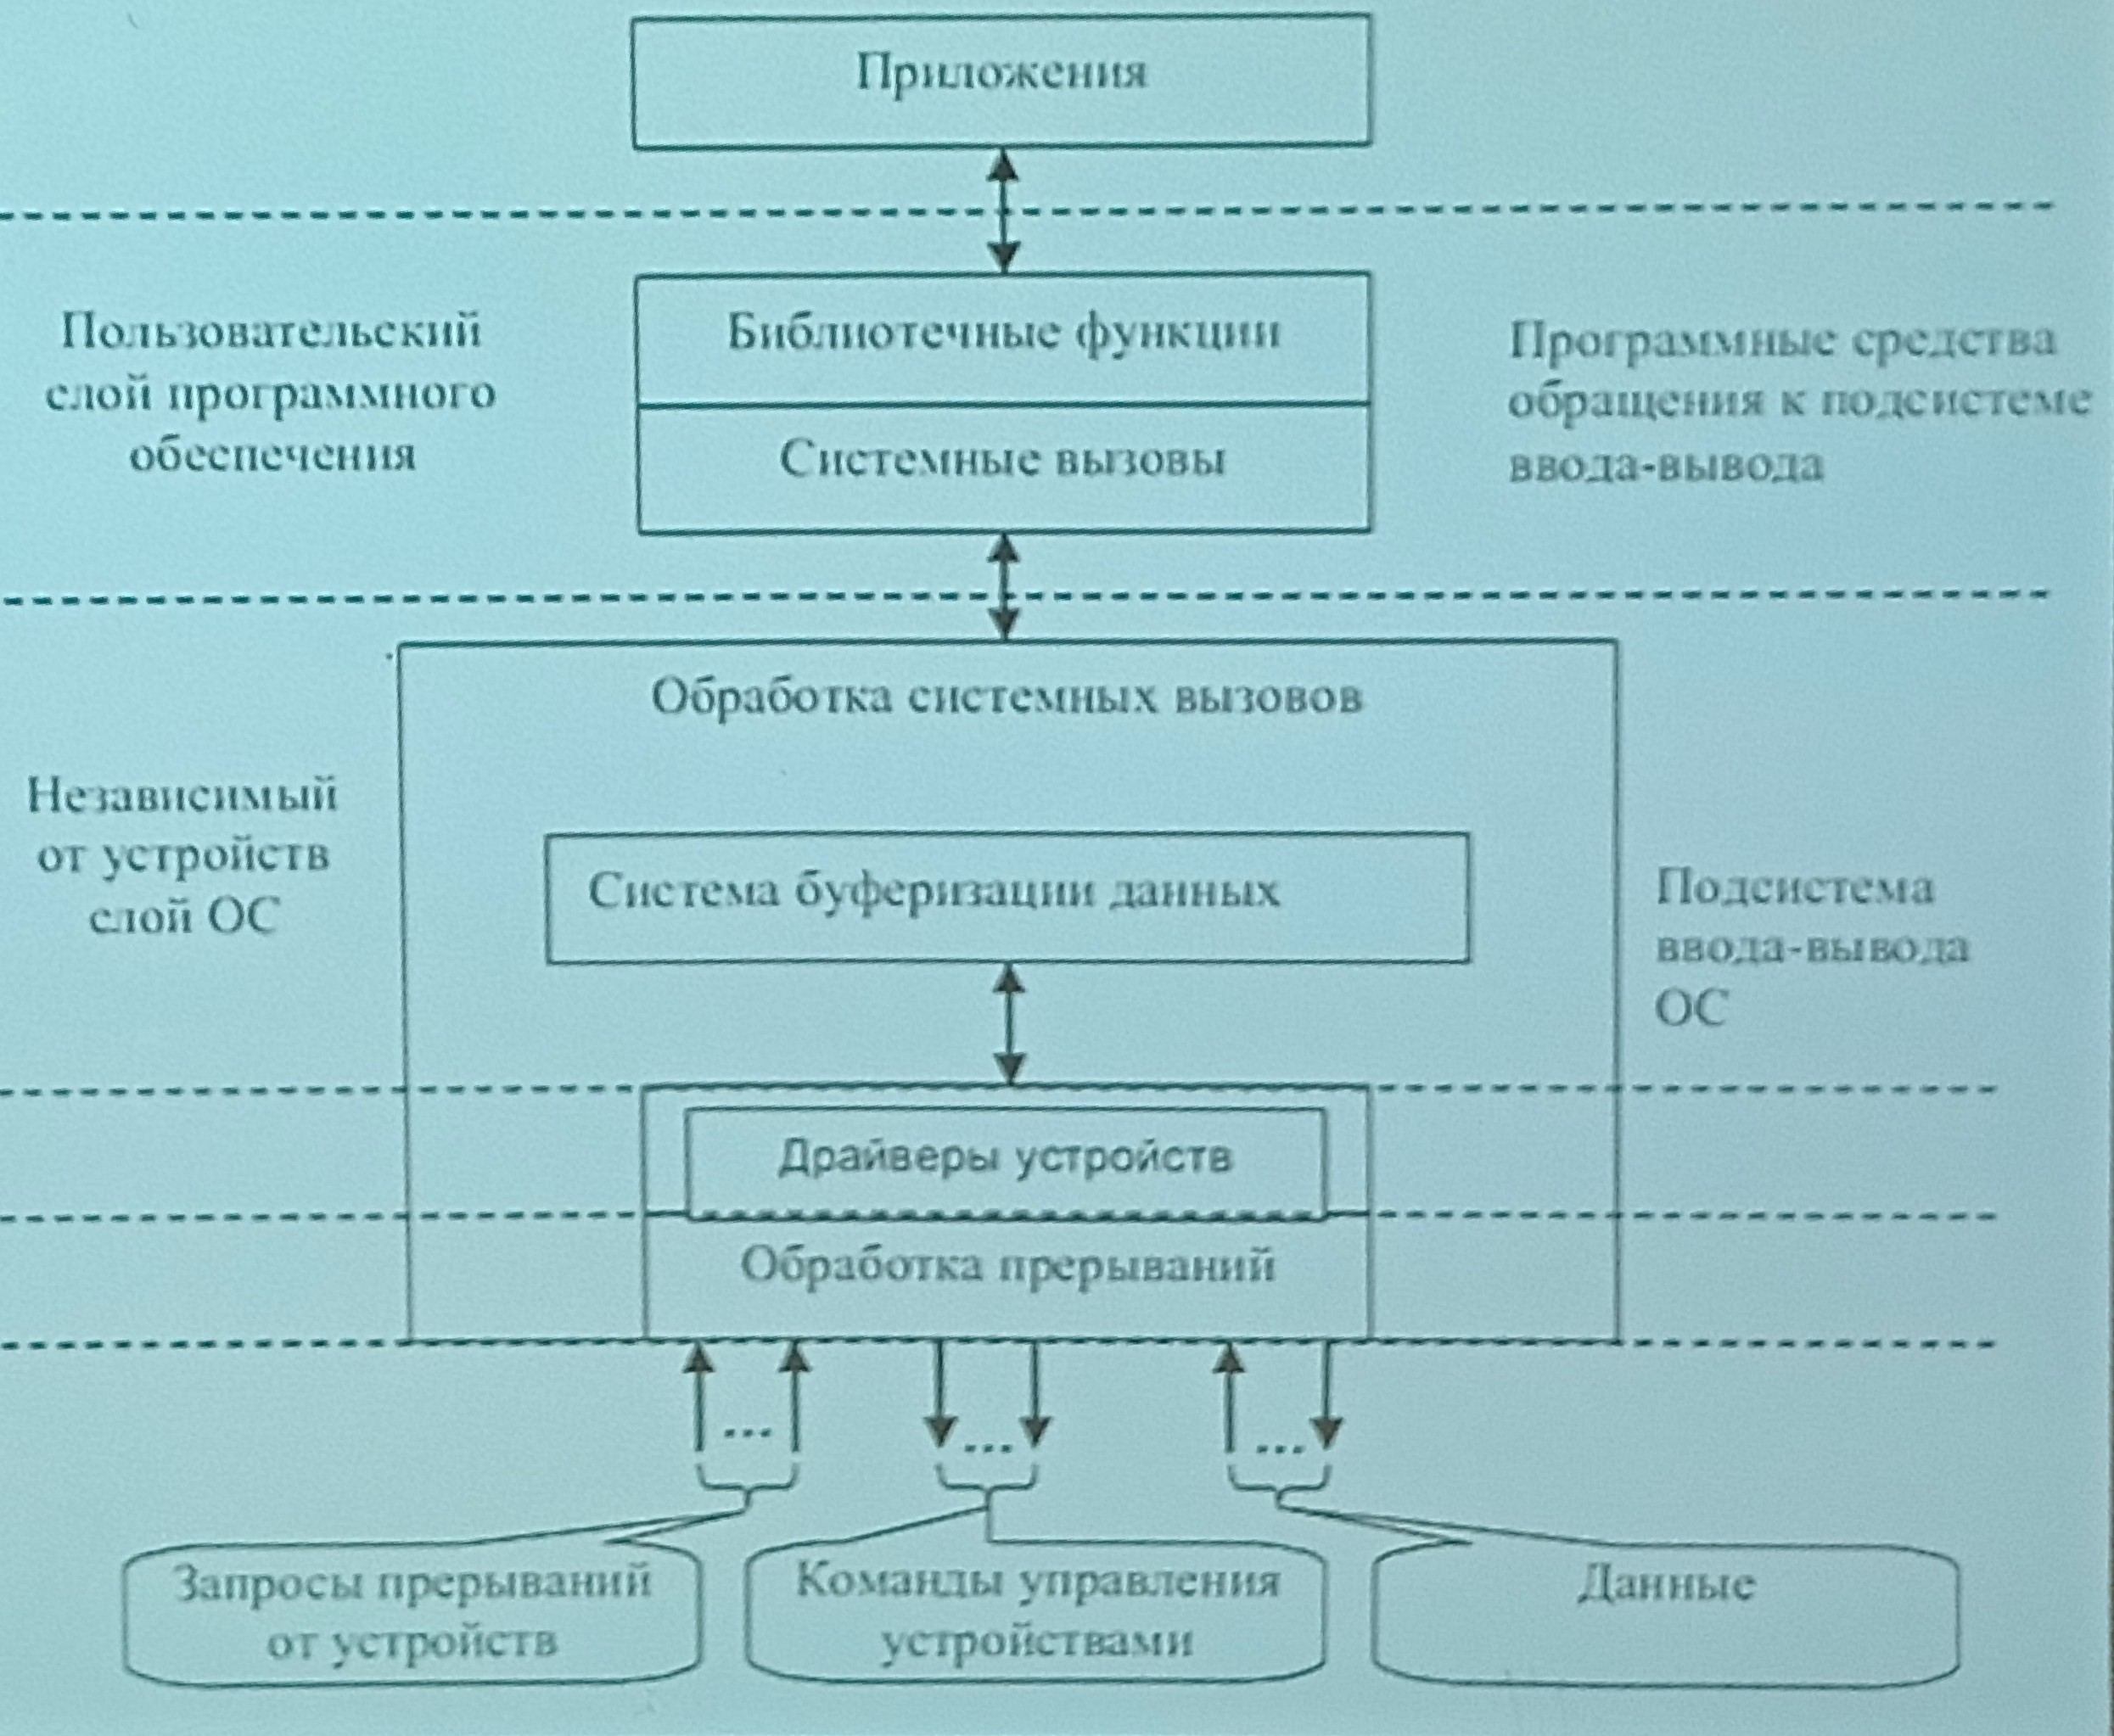 Приложения
Пользовательский
слой программного
обеспечения
Библиотечные функции
Системные вызовы
Программные средства
обращения к подсистеме
ввода-вывода
Обработка системных вызовов
Независимый
от устройств
слой ОС
Система буферизации данных
Подсистема
ввода-вывода
ОС
Драйверы устройств
Обработка прерываний
...
...
...
Запросы прерываний
от устройств
Команды управления
устройствами
Данные